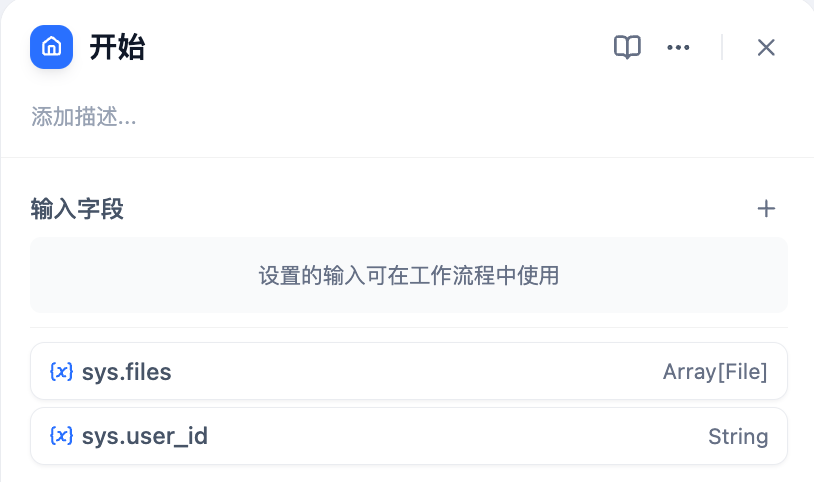 开始
添加描述...
输入字段
设置的输入可在工作流程中使用
{x} sys.files Array[File]
{x} sys.user_id String